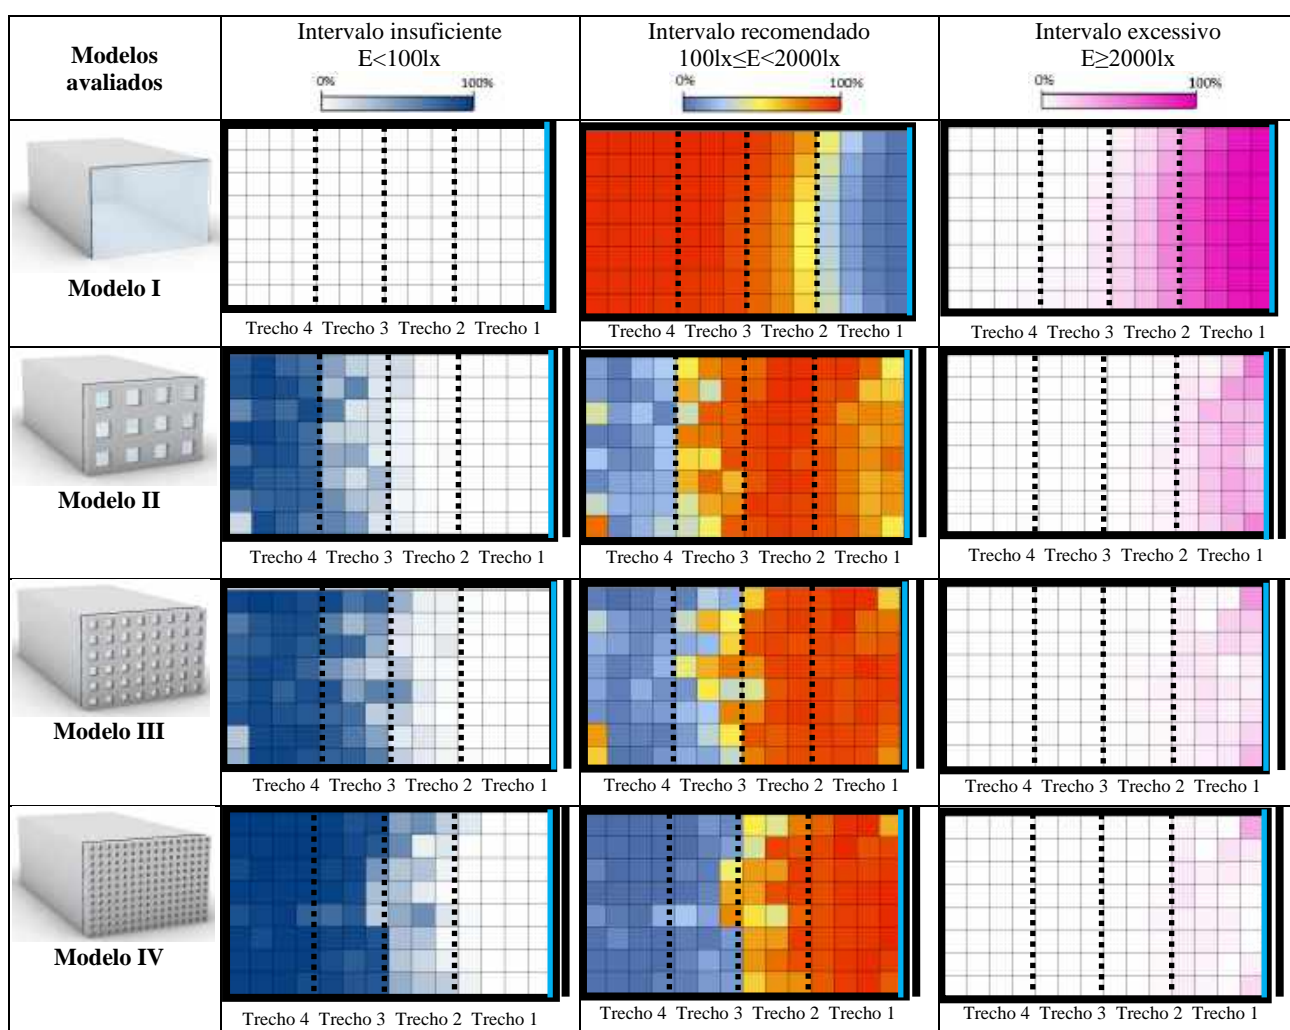 Modelos
avaliados
Intervalo insuficiente
E<100lx
0% 100%
Intervalo recomendado
100lx≤E<2000lx
0% 100%
Intervalo excessivo
E≥2000lx
0% 100%
Modelo I
Trecho 4 Trecho 3 Trecho 2 Trecho 1
Trecho 4 Trecho 3 Trecho 2 Trecho 1
Trecho 4 Trecho 3 Trecho 2 Trecho 1
Modelo II
Trecho 4 Trecho 3 Trecho 2 Trecho 1
Trecho 4 Trecho 3 Trecho 2 Trecho 1
Trecho 4 Trecho 3 Trecho 2 Trecho 1
Modelo III
Trecho 4 Trecho 3 Trecho 2 Trecho 1
Trecho 4 Trecho 3 Trecho 2 Trecho 1
Trecho 4 Trecho 3 Trecho 2 Trecho 1
Modelo IV
Trecho 4 Trecho 3 Trecho 2 Trecho 1
Trecho 4 Trecho 3 Trecho 2 Trecho 1
Trecho 4 Trecho 3 Trecho 2 Trecho 1